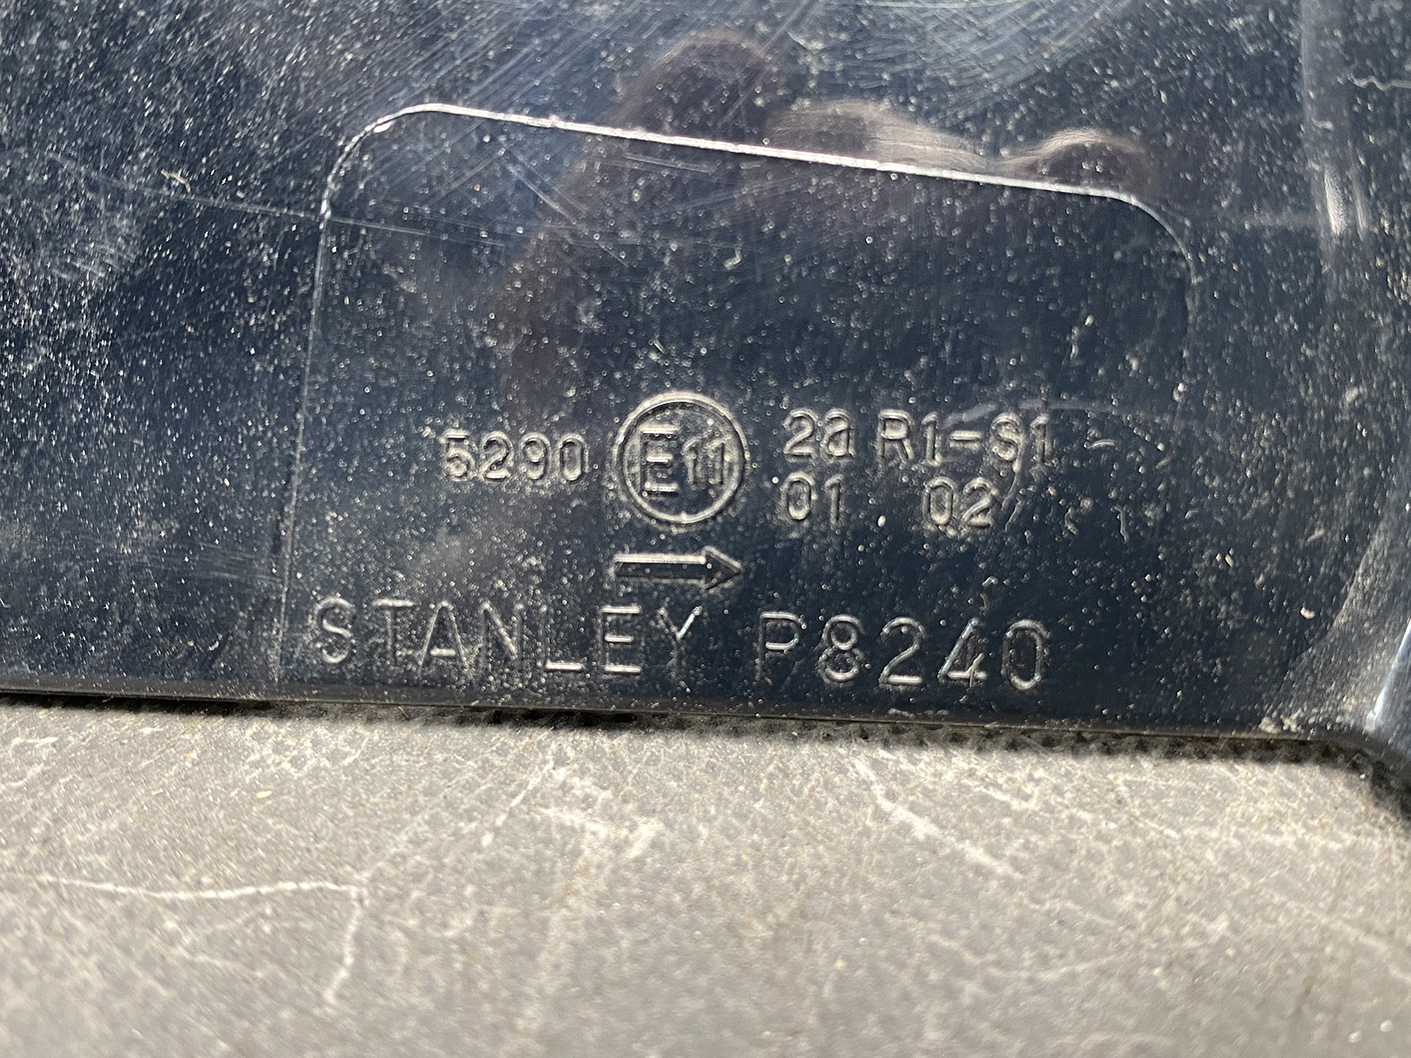 5290 E11 2a R1-S1
01 02
STANLEY P8240